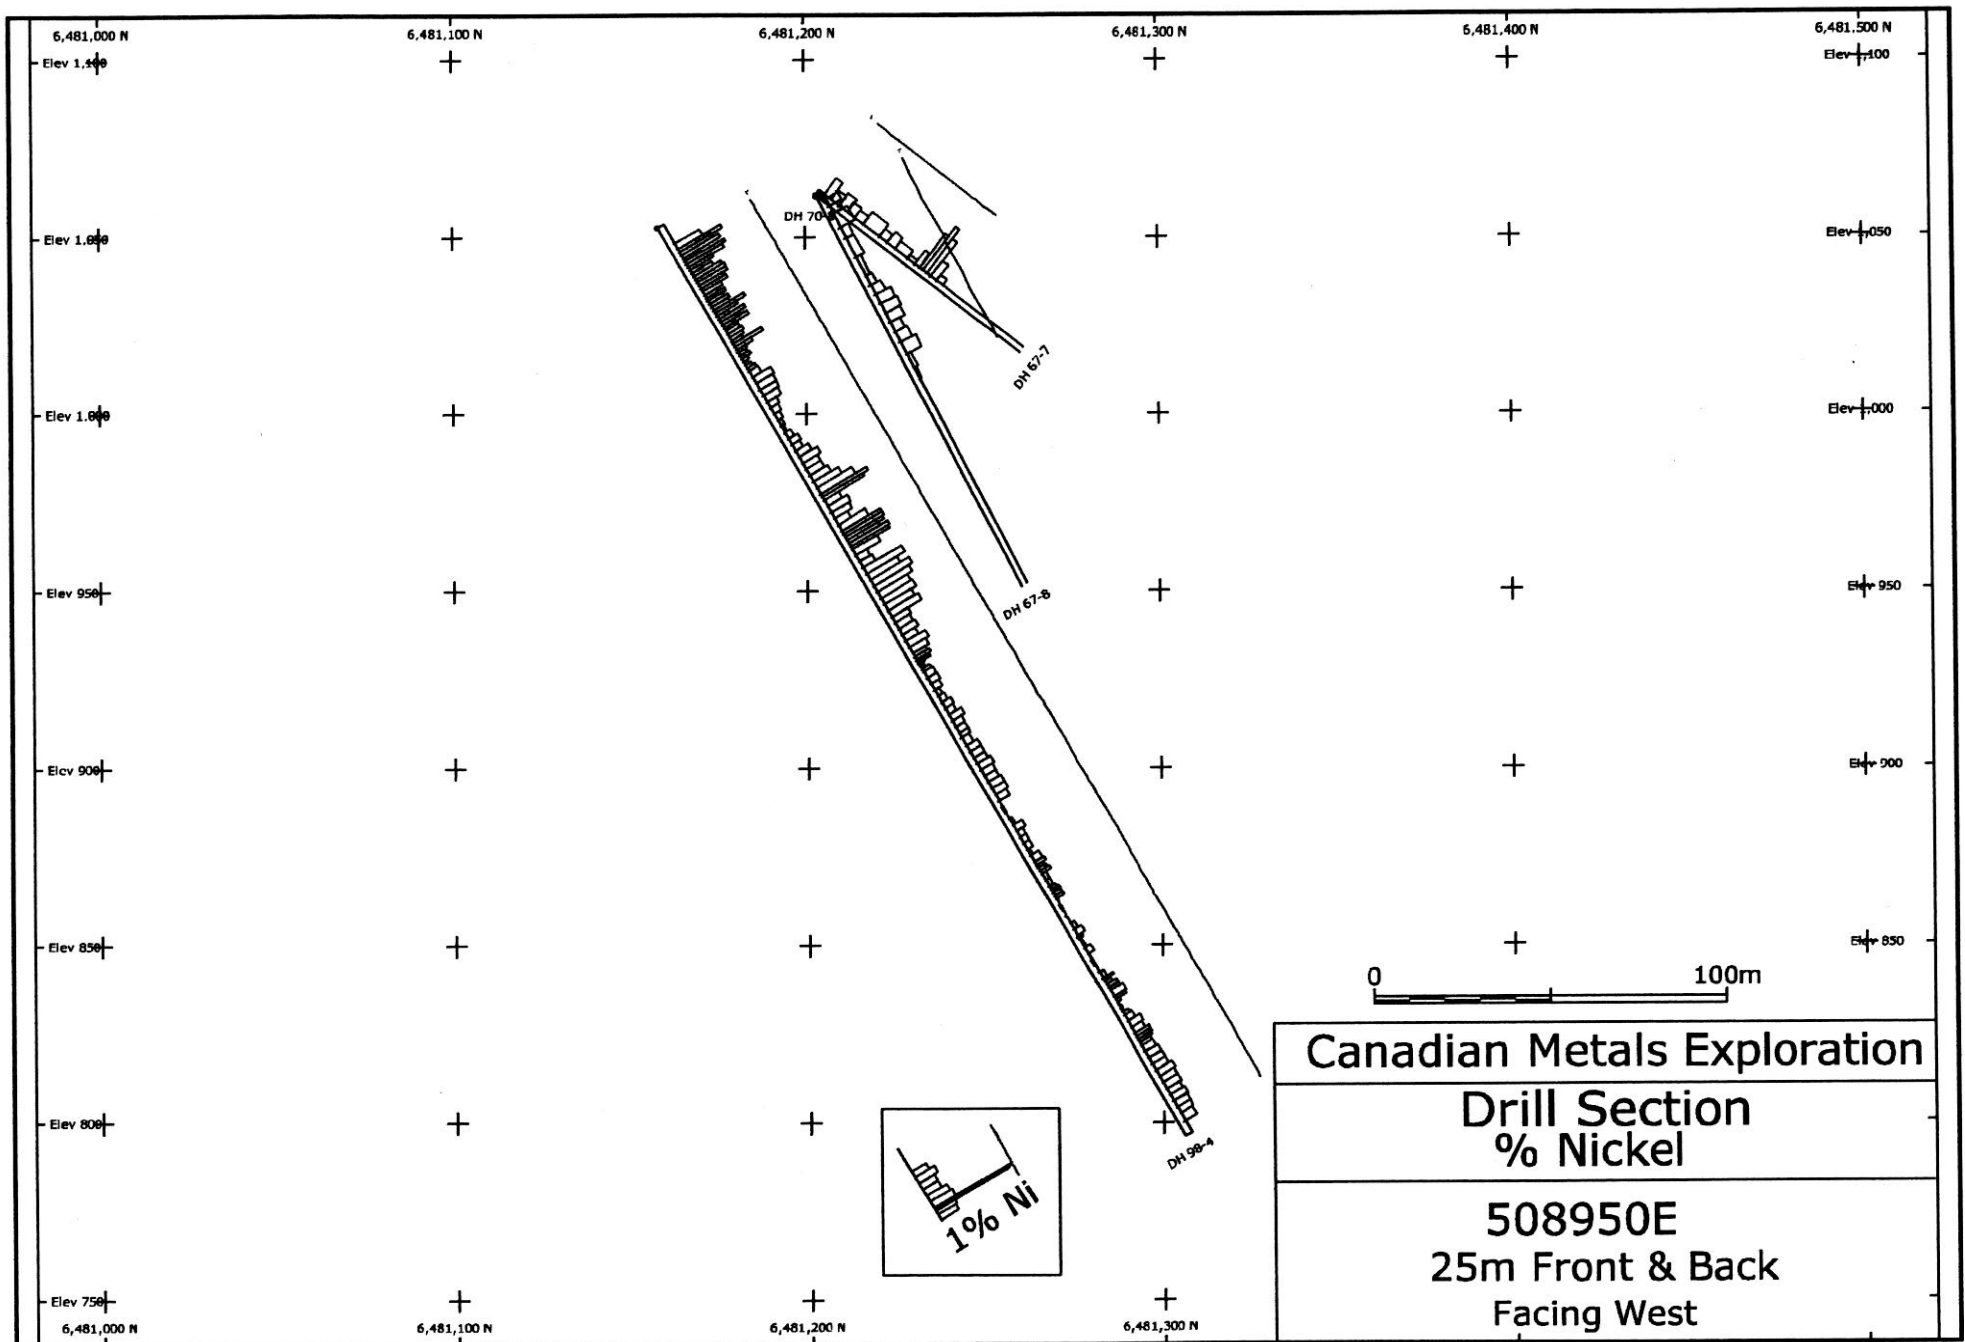 6,481,000 N
6,481,100 N
6,481,200 N
6,481,300 N
6,481,400 N
6,481,500 N
Elev 1,100
Elev 1,100
DH 70-8
Elev 1,050
Elev 1,050
DH 67-7
Elev 1,000
Elev 1,000
Elev 950
Elev 950
DH 67-8
Elev 900
Elev 900
Elev 850
Elev 850
0 100m
Canadian Metals Exploration
Drill Section
% Nickel
Elev 800
DH 98-4
1% Ni
508950E
25m Front & Back
Facing West
Elev 750
6,481,000 N
6,481,100 N
6,481,200 N
6,481,300 N